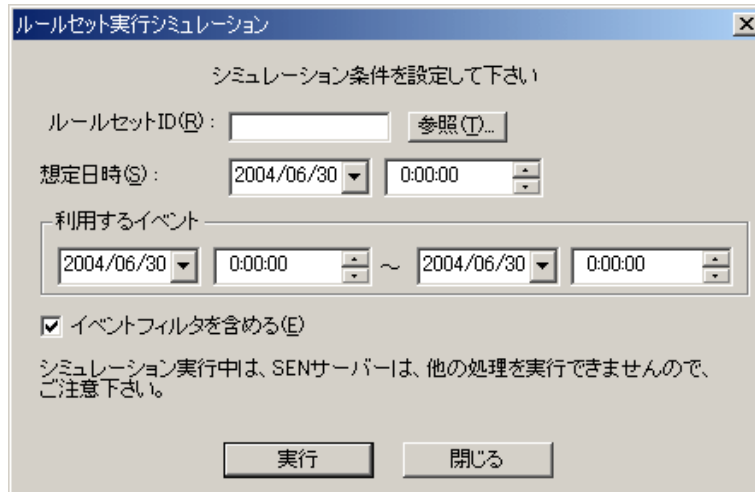 ルールセット実行シミュレーション
シミュレーション条件を設定して下さい
ルールセットID(R): 参照(T)...
想定日時(S): 2004/06/30 0:00:00
利用するイベント
2004/06/30 0:00:00 ～ 2004/06/30 0:00:00
イベントフィルタを含める(E)
シミュレーション実行中は、SENサーバーは、他の処理を実行できませんので、
ご注意下さい。
実行 閉じる